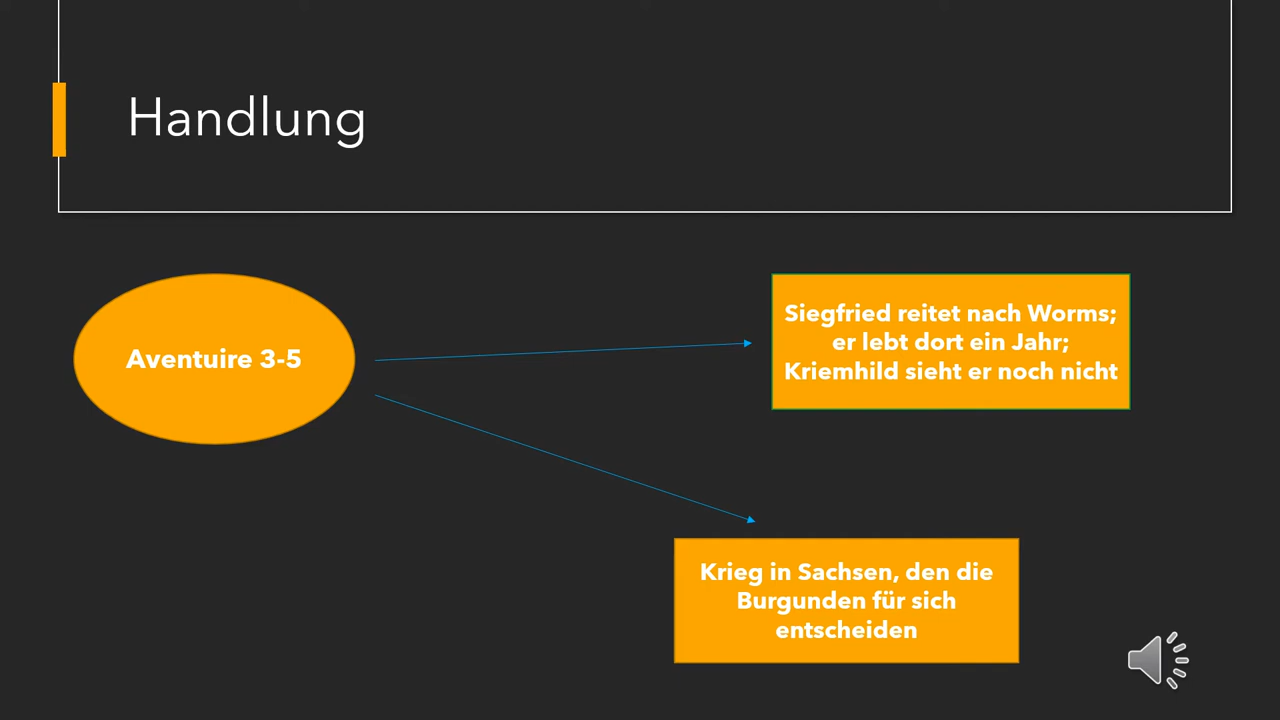 Handlung
Aventuire 3-5
Siegfried reitet nach Worms;
er lebt dort ein Jahr;
Kriemhild sieht er noch nicht
Krieg in Sachsen, den die
Burgunden für sich
entscheiden